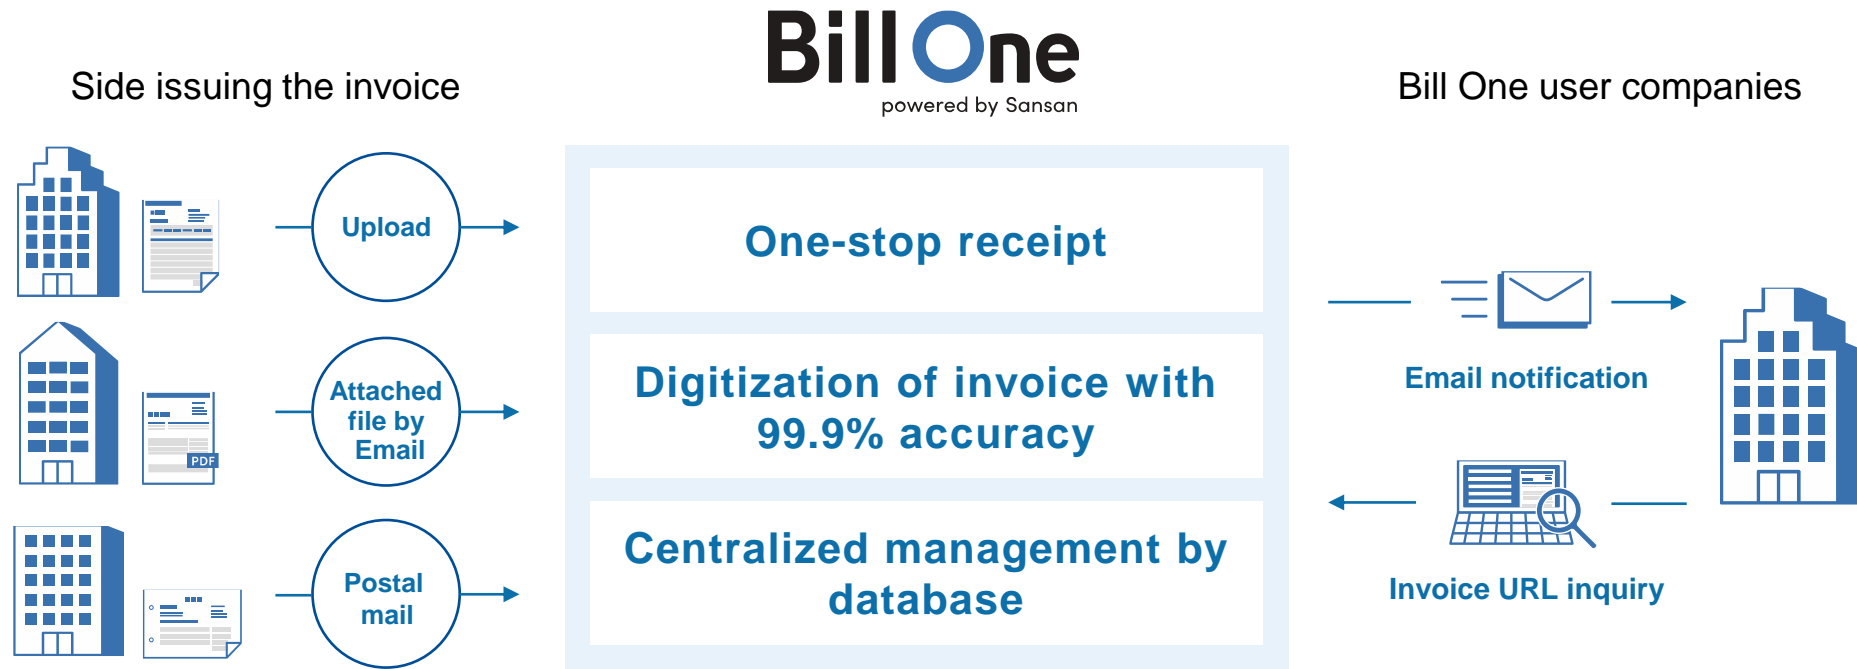 Bill One
powered by Sansan
Side issuing the invoice
Bill One user companies
Upload
Attached
file by
Email
PDF
Postal
mail
One-stop receipt
Digitization of invoice with
99.9% accuracy
Centralized management by
database
Email notification
Invoice URL inquiry